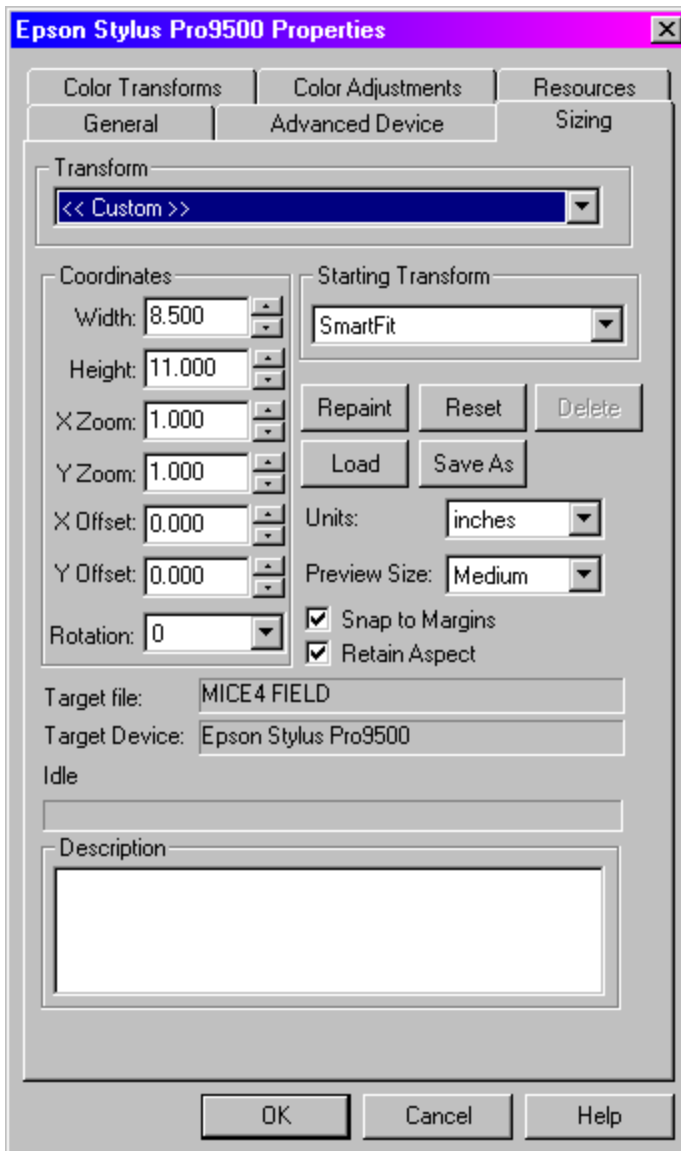 Epson Stylus Pro9500 Properties
Color Transforms Color Adjustments Resources
General Advanced Device Sizing
Transform
<< Custom >>
Coordinates
Width: 8.500
Height: 11.000
X Zoom: 1.000
Y Zoom: 1.000
X Offset: 0.000
Y Offset: 0.000
Rotation: 0
Starting Transform
SmartFit
Repaint Reset Delete
Load Save As
Units: inches
Preview Size: Medium
Snap to Margins
Retain Aspect
Target file: MICE4 FIELD
Target Device: Epson Stylus Pro9500
Idle
Description
OK Cancel Help